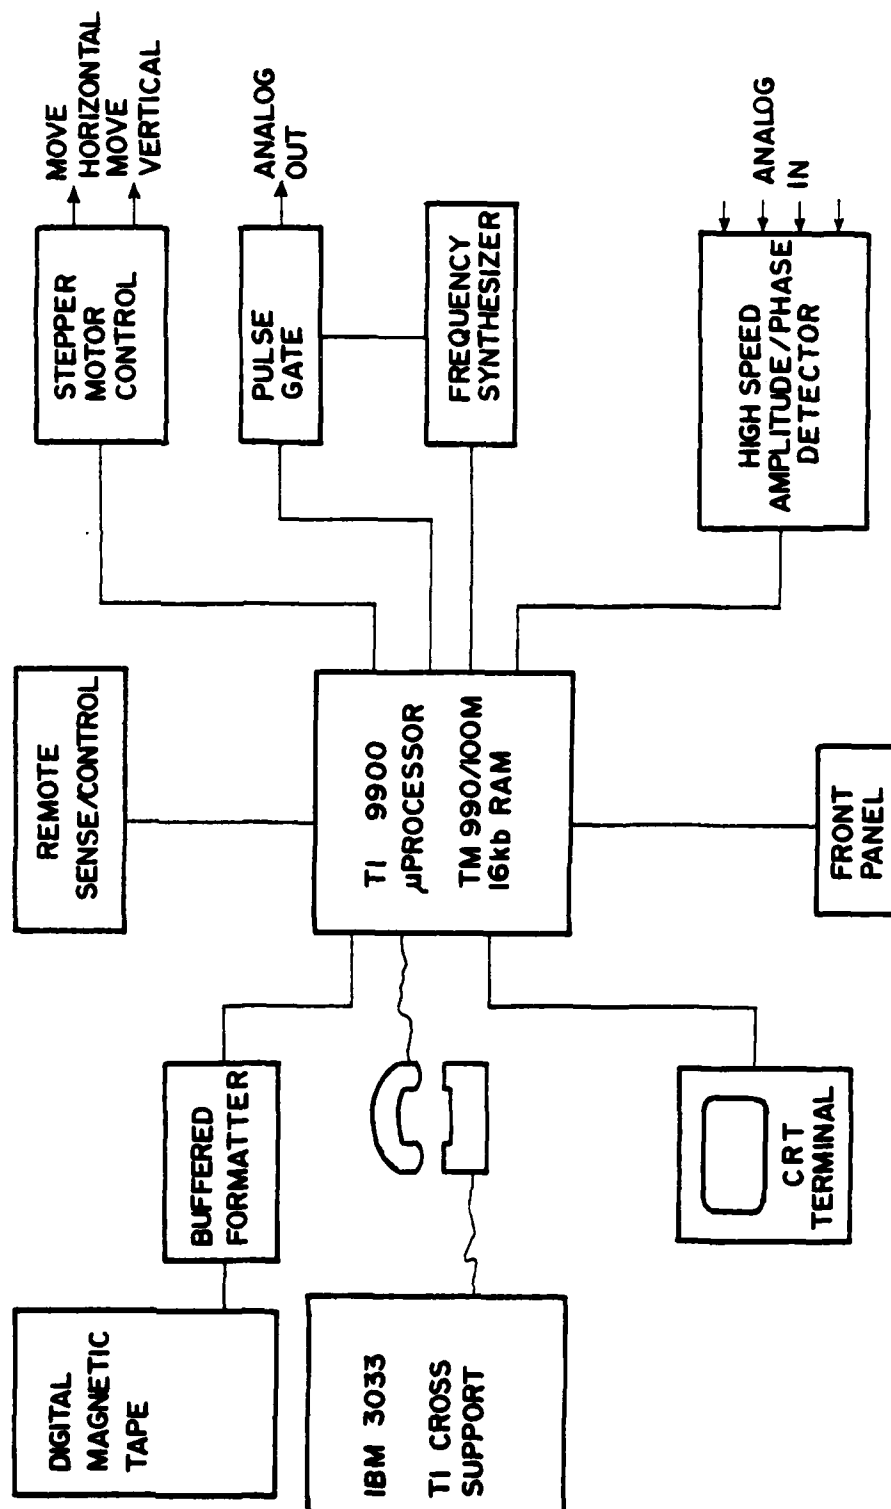 DIGITAL
MAGNETIC
TAPE
BUFFERED
FORMATTER
REMOTE
SENSE/CONTROL
STEPPER
MOTOR
CONTROL
MOVE
HORIZONTAL
MOVE
VERTICAL
PULSE
GATE
ANALOG
OUT
IBM 3033
TI CROSS
SUPPORT
TI 9900
μPROCESSOR
TM 990/100M
16kb RAM
FREQUENCY
SYNTHESIZER
CRT
TERMINAL
FRONT
PANEL
HIGH SPEED
AMPLITUDE/PHASE
DETECTOR
ANALOG
IN